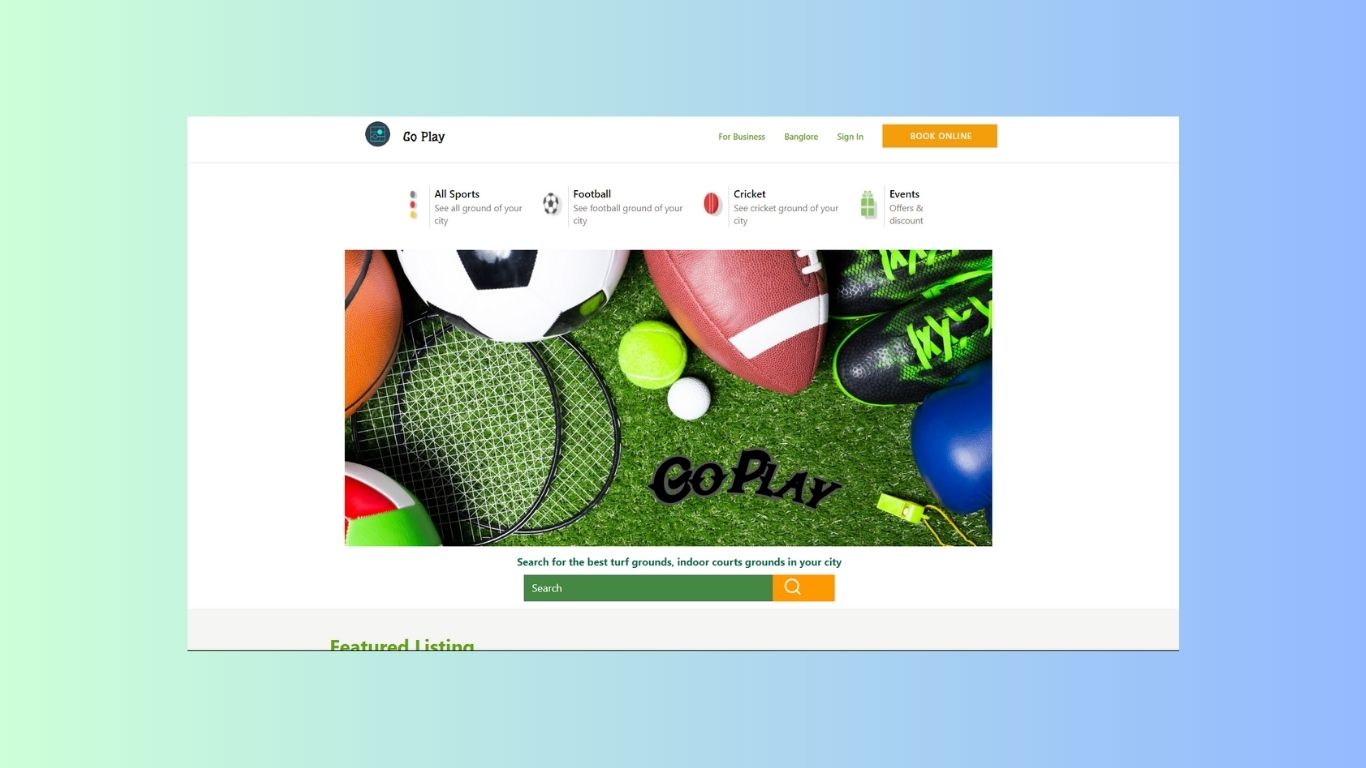 Go Play
For Business
Banglore
Sign In
BOOK ONLINE
All Sports
See all ground of your
city
Football
See football ground of your
city
Cricket
See cricket ground of your
city
Events
Offers &
discount
GO PLAY
Search for the best turf grounds, indoor courts grounds in your city
Search
Featured Listing